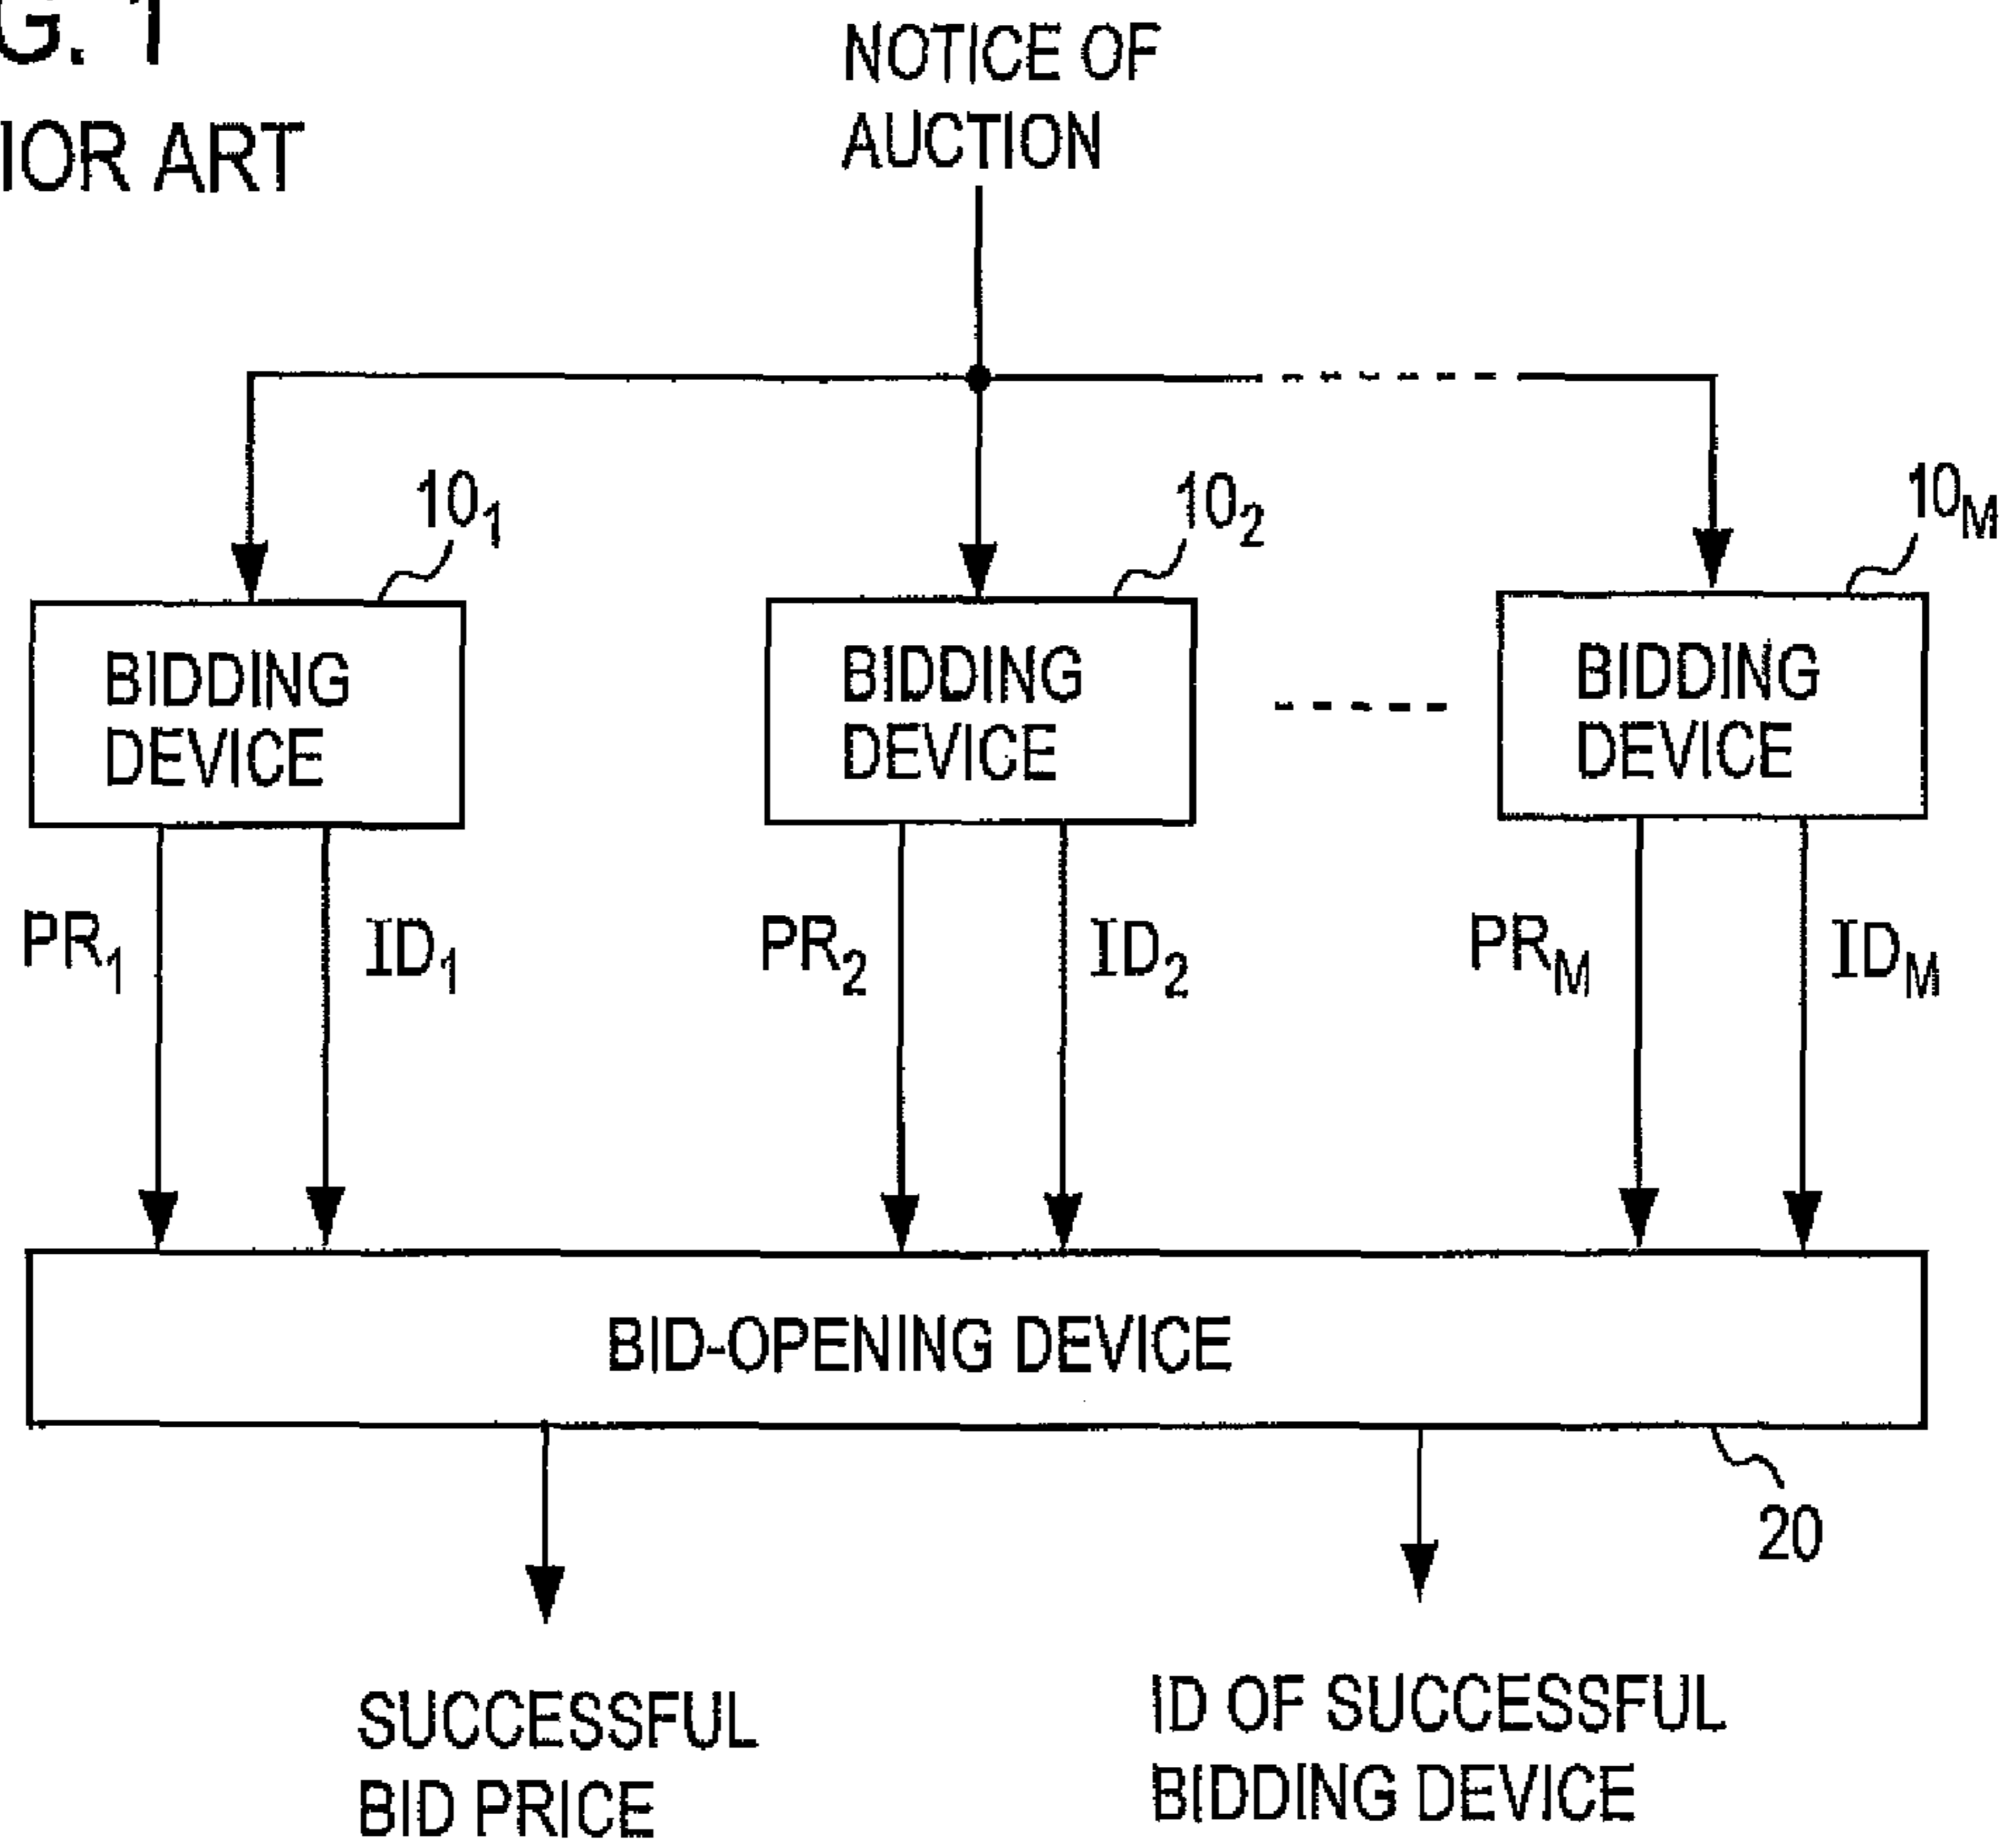 G. 1
IOR ART
NOTICE OF
AUCTION
10₁
10₂
10M
BIDDING
DEVICE
BIDDING
DEVICE
BIDDING
DEVICE
PR₁
ID₁
PR₂
ID₂
PRM
IDM
BID-OPENING DEVICE
20
SUCCESSFUL
BID PRICE
ID OF SUCCESSFUL
BIDDING DEVICE